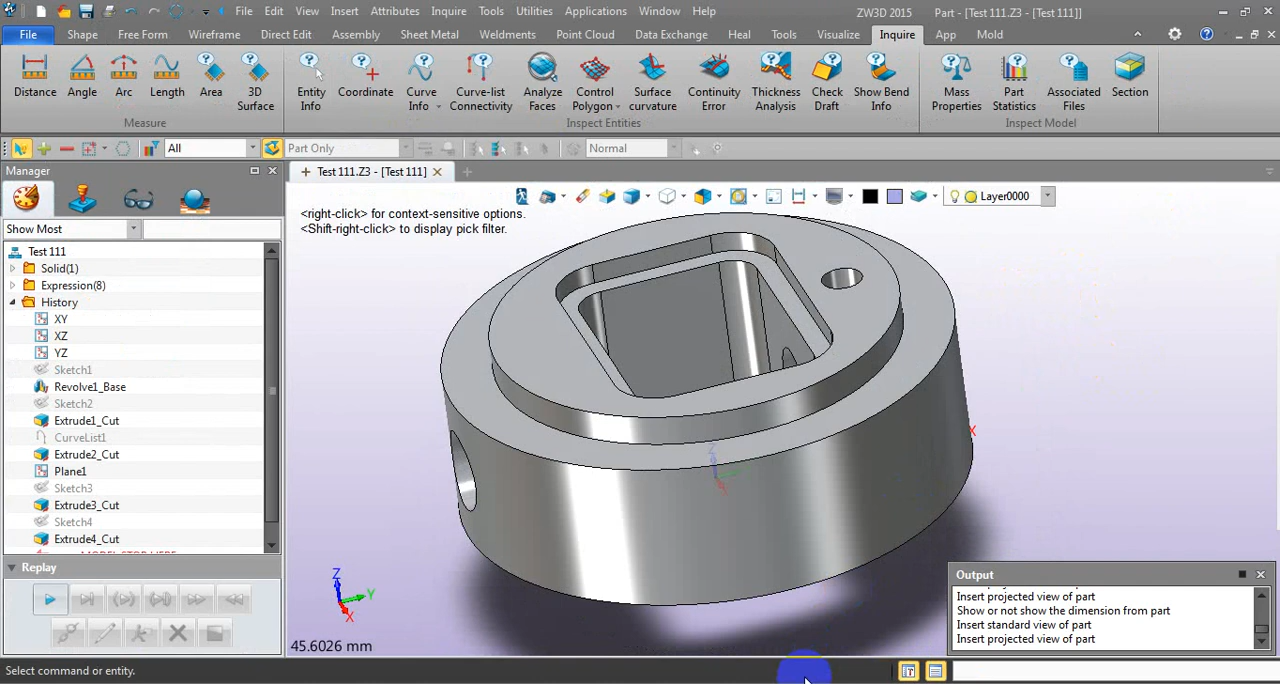 File Edit View Insert Attributes Inquire Tools Utilities Applications Window Help ZW3D 2015 Part - [Test 111.Z3 - [Test 111]]
File Shape Free Form Wireframe Direct Edit Assembly Sheet Metal Weldments Point Cloud Data Exchange Heal Tools Visualize Inquire App Mold
Distance Angle Arc Length Area 3D Surface Entity Info Coordinate Curve Info Curve-list Connectivity Analyze Faces Control Polygon Surface curvature Continuity Error Thickness Analysis Check Draft Show Bend Info Mass Properties Part Statistics Associated Files Section
Measure Inspect Entities Inspect Model
All Part Only Normal
Manager
Test 111.Z3 - [Test 111]
Layer0000
<right-click> for context-sensitive options.
<Shift-right-click> to display pick filter.
Show Most
Test 111
Solid(1)
Expression(8)
History
XY
XZ
YZ
Sketch1
Revolve1_Base
Sketch2
Extrude1_Cut
CurveList1
Extrude2_Cut
Plane1
Sketch3
Extrude3_Cut
Sketch4
Extrude4_Cut
Replay
X
Z
Z
Y
X
45.6026 mm
Output
Insert projected view of part
Show or not show the dimension from part
Insert standard view of part
Insert projected view of part
Select command or entity.